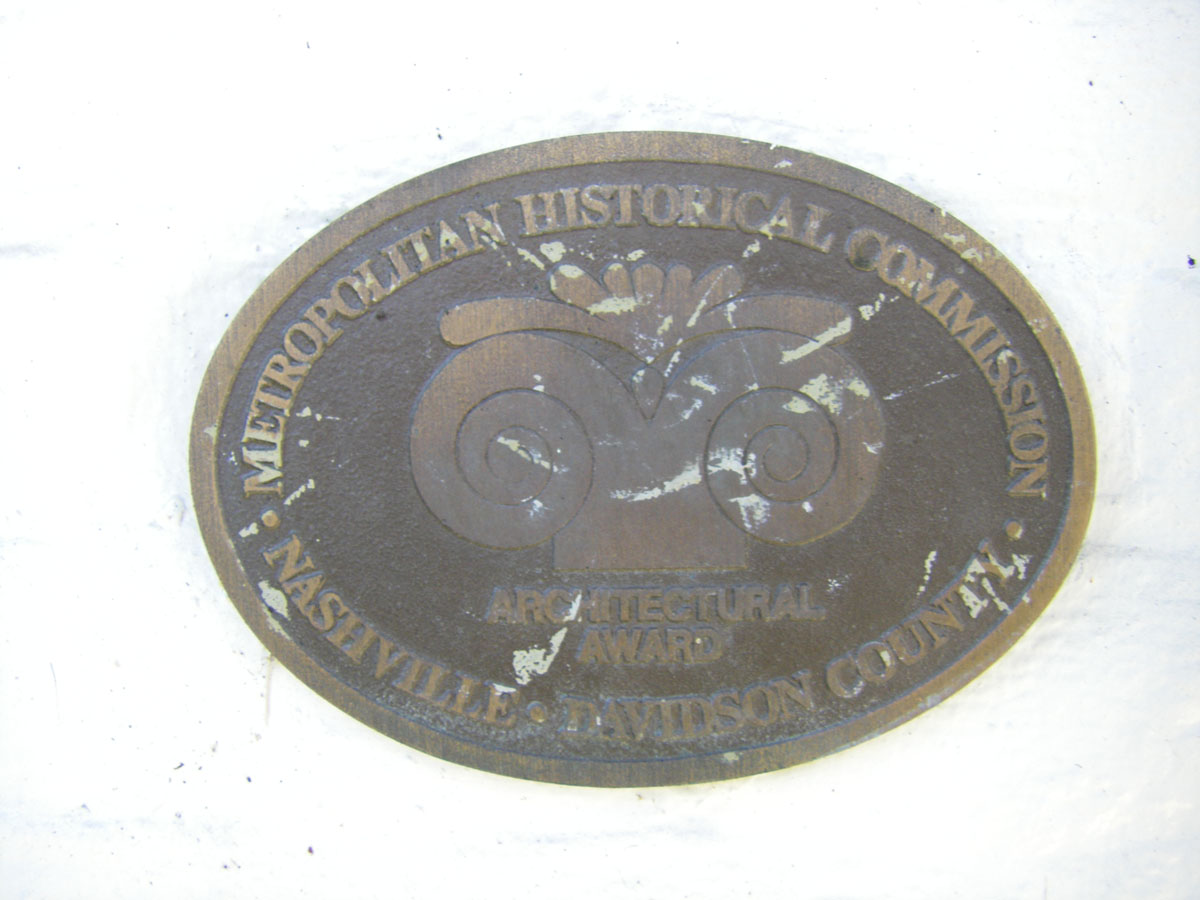 • METROPOLITAN HISTORICAL COMMISSION •
ARCHITECTURAL
AWARD
NASHVILLE • DAVIDSON COUNTY